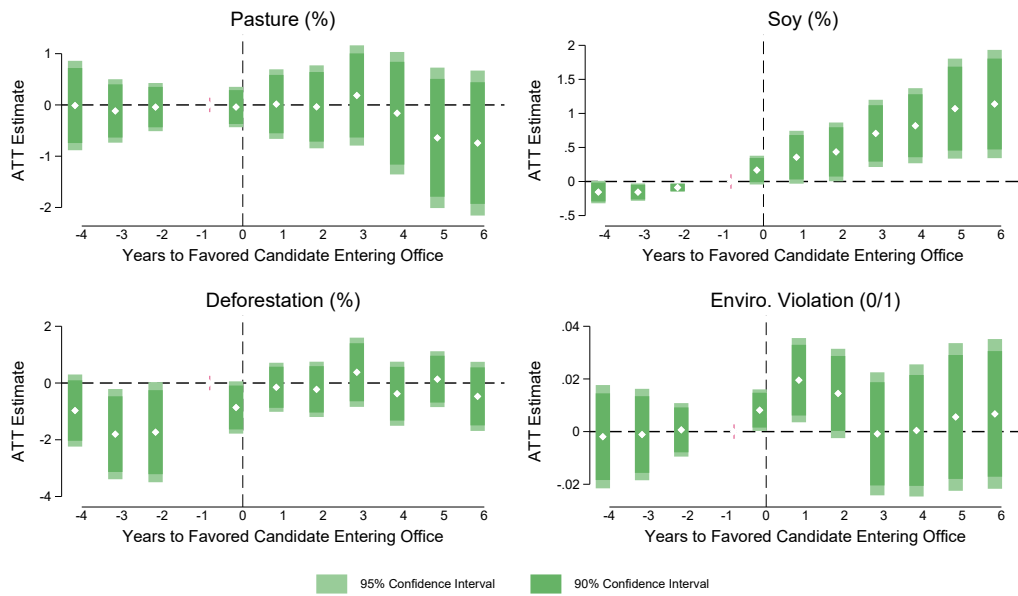 Pasture (%)
ATT Estimate
1
0
-1
-2
-4 -3 -2 -1 0 1 2 3 4 5 6
Years to Favored Candidate Entering Office
Soy (%)
ATT Estimate
2
1.5
1
.5
0
-.5
-4 -3 -2 -1 0 1 2 3 4 5 6
Years to Favored Candidate Entering Office
Deforestation (%)
ATT Estimate
2
0
-2
-4
-4 -3 -2 -1 0 1 2 3 4 5 6
Years to Favored Candidate Entering Office
Enviro. Violation (0/1)
ATT Estimate
.04
.02
0
-.02
-4 -3 -2 -1 0 1 2 3 4 5 6
Years to Favored Candidate Entering Office
95% Confidence Interval 90% Confidence Interval